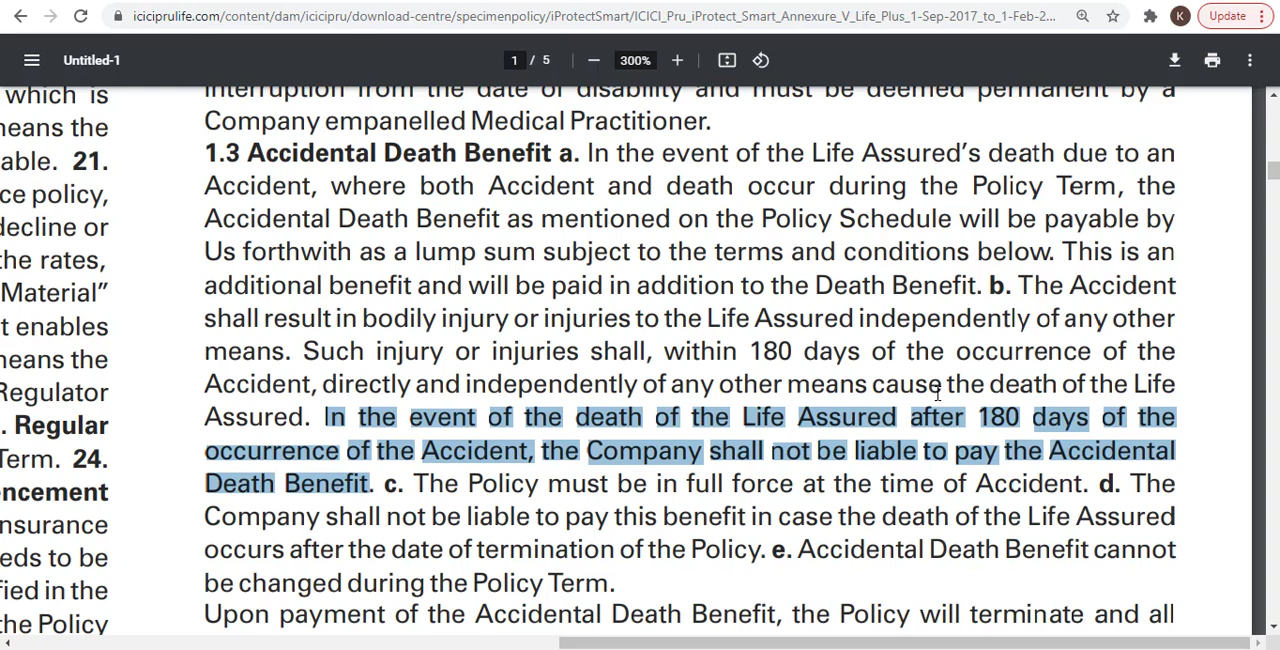 iciciprulife.com/content/dam/icicipru/download-centre/specimenpolicy/iProtectSmart/ICICI_Pru_iProtect_Smart_Annexure_V_Life_Plus_1-Sep-2017_to_1-Feb-2...
K
Update
Untitled-1
1 / 5
300%
which is
neans the
able. 21.
ce policy,
decline or
the rates,
Material”
t enables
means the
Regulator
. Regular
Term. 24.
encement
nsurance
eds to be
fied in the
the Policy
interruption from the date of disability and must be deemed permanent by a
Company empanelled Medical Practitioner.
1.3 Accidental Death Benefit a. In the event of the Life Assured’s death due to an
Accident, where both Accident and death occur during the Policy Term, the
Accidental Death Benefit as mentioned on the Policy Schedule will be payable by
Us forthwith as a lump sum subject to the terms and conditions below. This is an
additional benefit and will be paid in addition to the Death Benefit. b. The Accident
shall result in bodily injury or injuries to the Life Assured independently of any other
means. Such injury or injuries shall, within 180 days of the occurrence of the
Accident, directly and independently of any other means cause the death of the Life
Assured. In the event of the death of the Life Assured after 180 days of the
occurrence of the Accident, the Company shall not be liable to pay the Accidental
Death Benefit. c. The Policy must be in full force at the time of Accident. d. The
Company shall not be liable to pay this benefit in case the death of the Life Assured
occurs after the date of termination of the Policy. e. Accidental Death Benefit cannot
be changed during the Policy Term.
Upon payment of the Accidental Death Benefit, the Policy will terminate and all